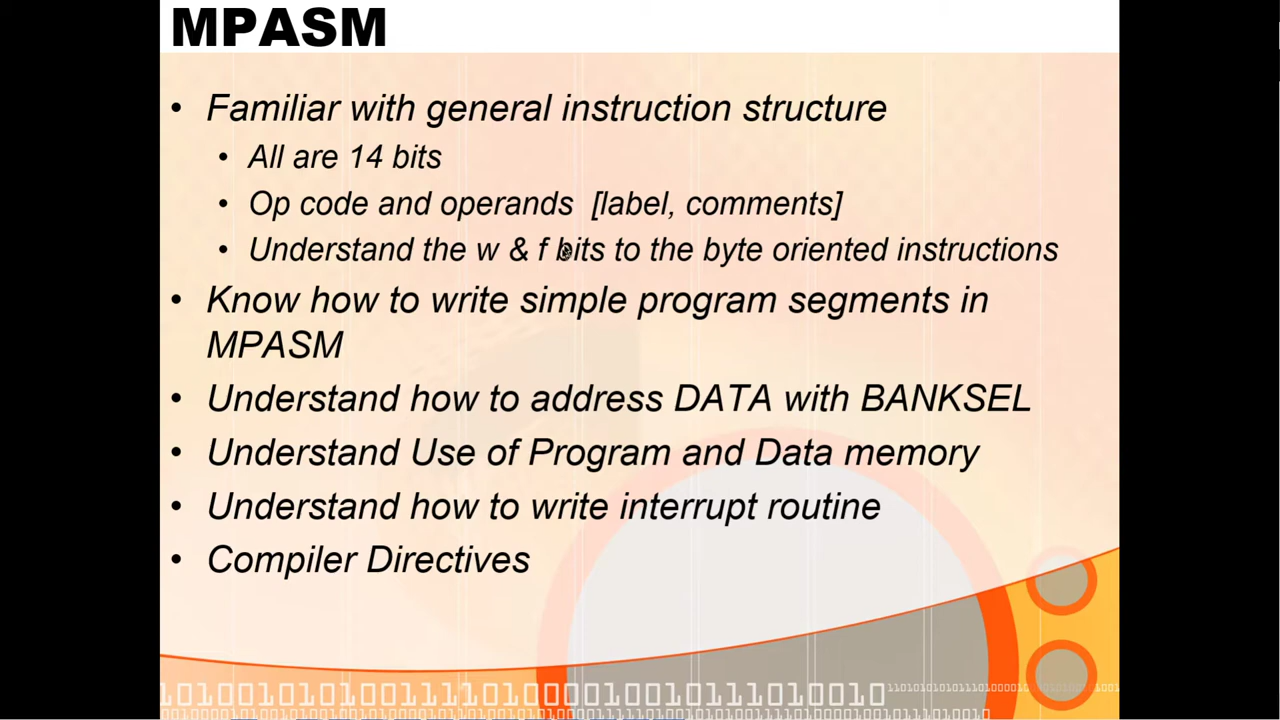 MPASM
• Familiar with general instruction structure
• All are 14 bits
• Op code and operands [label, comments]
• Understand the w & f bits to the byte oriented instructions
• Know how to write simple program segments in
MPASM
• Understand how to address DATA with BANKSEL
• Understand Use of Program and Data memory
• Understand how to write interrupt routine
• Compiler Directives